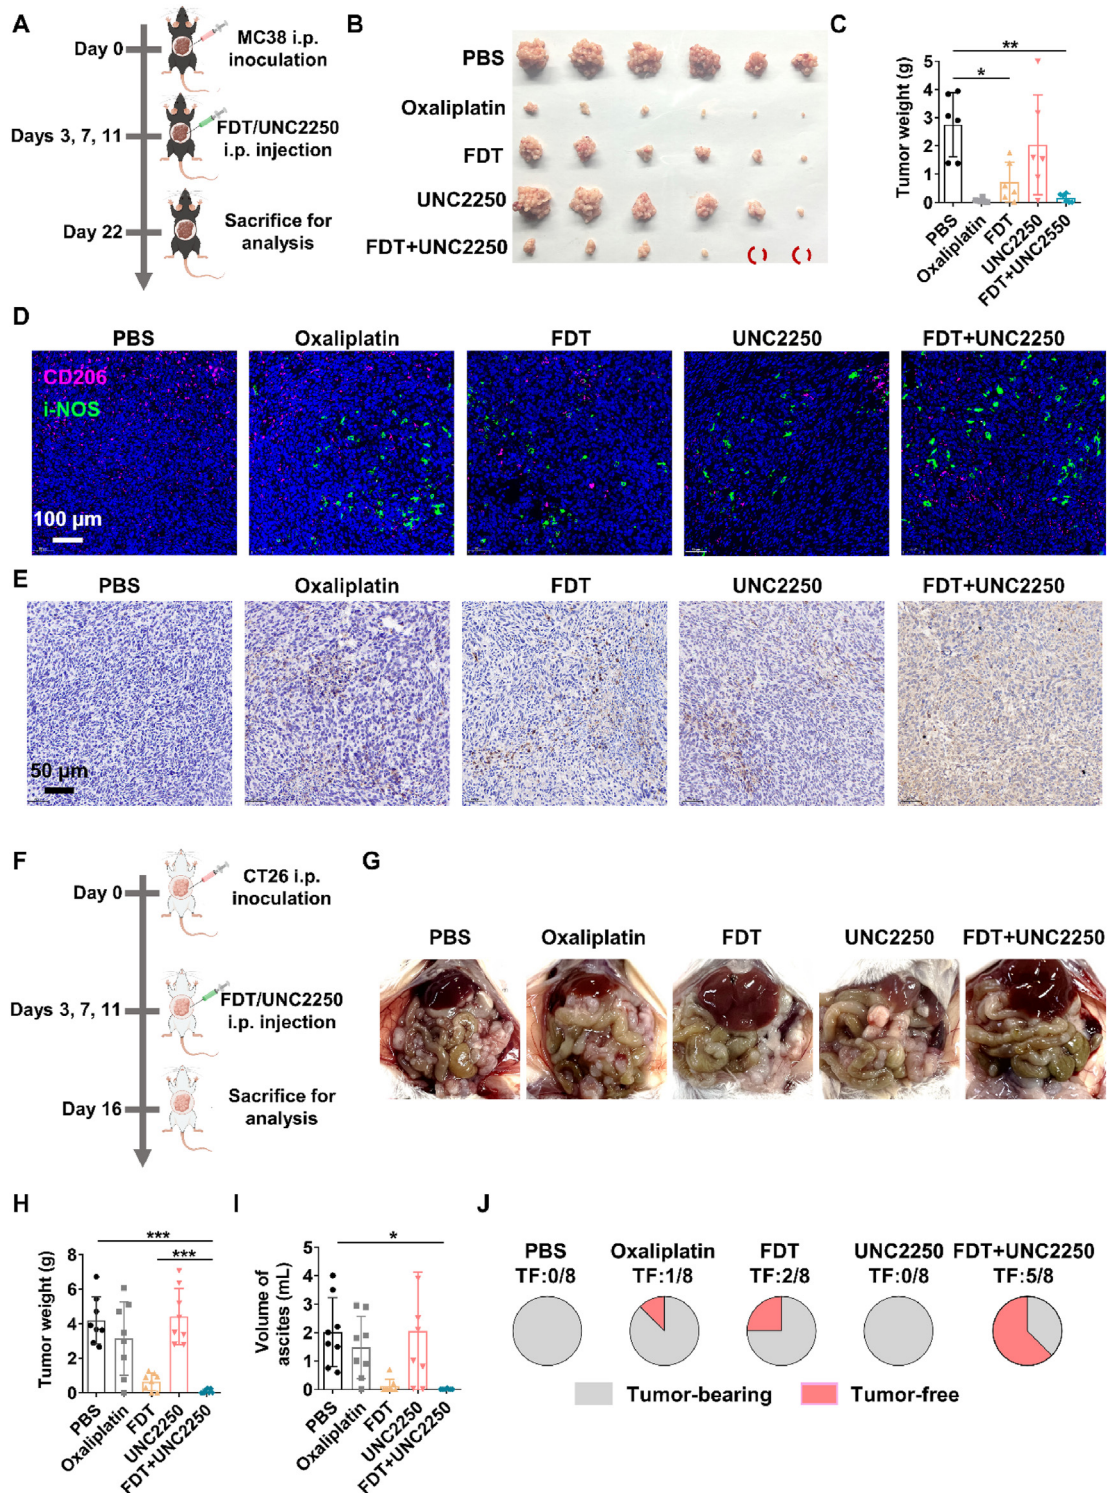 A
Day 0
MC38 i.p.
inoculation
Days 3, 7, 11
FDT/UNC2250
i.p. injection
Day 22
Sacrifice for
analysis
B
PBS
Oxaliplatin
FDT
UNC2250
FDT+UNC2250
C
Tumor weight (g)
5
4
3
2
1
0
*
**
PBS
Oxaliplatin
FDT
UNC2250
FDT+UNC2550
D
PBS
Oxaliplatin
FDT
UNC2250
FDT+UNC2250
CD206
i-NOS
100 μm
E
PBS
Oxaliplatin
FDT
UNC2250
FDT+UNC2250
50 μm
F
Day 0
CT26 i.p.
inoculation
Days 3, 7, 11
FDT/UNC2250
i.p. injection
Day 16
Sacrifice for
analysis
G
PBS
Oxaliplatin
FDT
UNC2250
FDT+UNC2250
H
Tumor weight (g)
8
6
4
2
0
***
***
PBS
Oxaliplatin
FDT
UNC2250
FDT+UNC2250
I
Volume of
ascites (mL)
5
4
3
2
1
0
*
PBS
Oxaliplatin
FDT
UNC2250
FDT+UNC2250
J
PBS
TF:0/8
Oxaliplatin
TF:1/8
FDT
TF:2/8
UNC2250
TF:0/8
FDT+UNC2250
TF:5/8
Tumor-bearing
Tumor-free